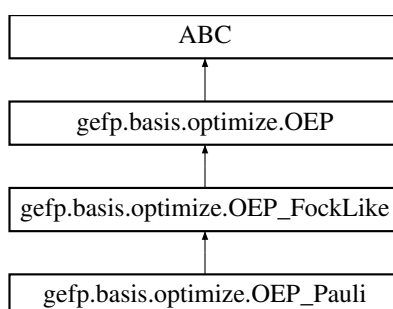 ABC
gefp.basis.optimize.OEP
gefp.basis.optimize.OEP_FockLike
gefp.basis.optimize.OEP_Pauli